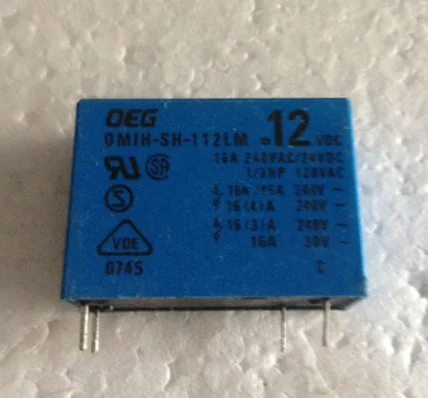 OEG
OMIH-SH-112LM 12 VDC
16A 240VAC/24VDC
1/3HP 120VAC
16A 240V ~
16(4)A 240V ~
16(3)A 240V ~
16A 30V
VDE
0745
C